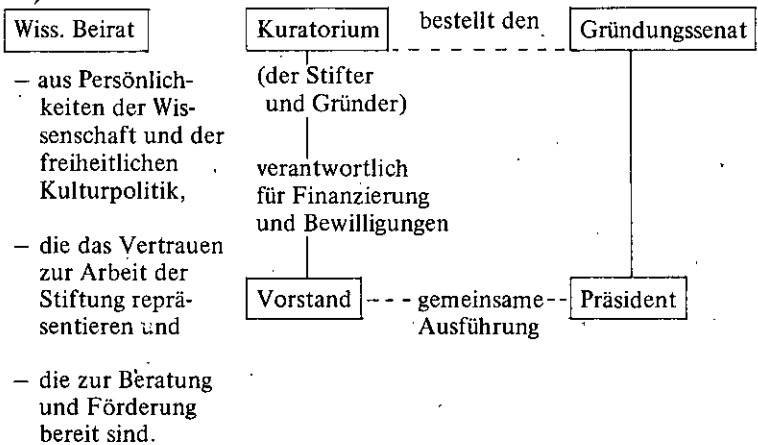 Wiss. Beirat
– aus Persönlich-
keiten der Wis-
senschaft und der
freiheitlichen
Kulturpolitik,
– die das Vertrauen
zur Arbeit der
Stiftung reprä-
sentieren und
– die zur Beratung
und Förderung
bereit sind.
Kuratorium
(der Stifter
und Gründer)
verantwortlich
für Finanzierung
und Bewilligungen
Vorstand
bestellt den
gemeinsame
Ausführung
Gründungssenat
Präsident